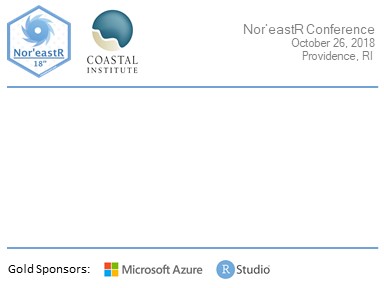 Nor'eastR
18"
COASTAL
INSTITUTE
Nor'eastR Conference
October 26, 2018
Providence, RI
Gold Sponsors:
Microsoft Azure
R Studio